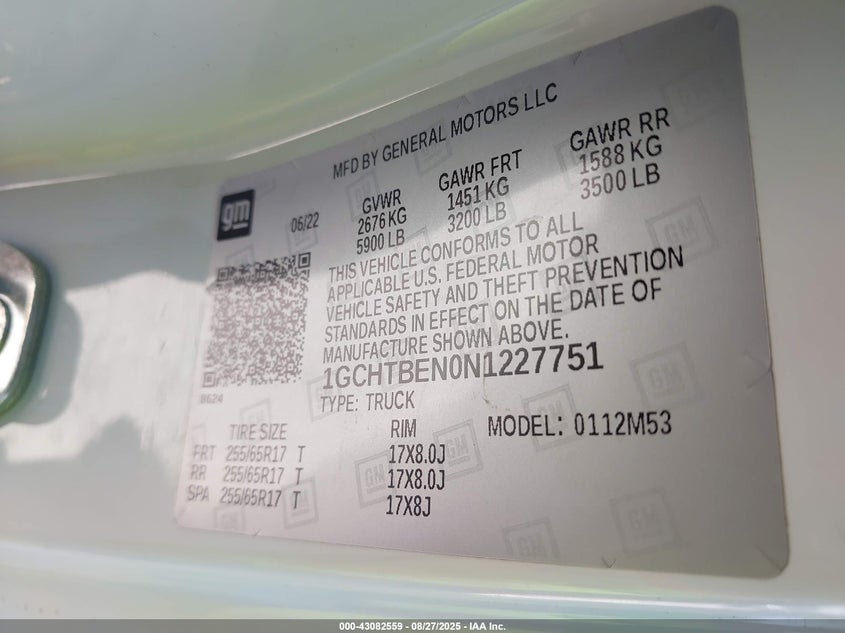 MFD BY GENERAL MOTORS LLC
gm
06/22
GVWR
2676 KG
5900 LB
GAWR FRT
1451 KG
3200 LB
GAWR RR
1588 KG
3500 LB
THIS VEHICLE CONFORMS TO ALL
APPLICABLE U.S. FEDERAL MOTOR
VEHICLE SAFETY AND THEFT PREVENTION
STANDARDS IN EFFECT ON THE DATE OF
MANUFACTURE SHOWN ABOVE.
1GCHTBEN0N1227751
8624
TYPE: TRUCK
MODEL: 0112M53
TIRE SIZE RIM
FRT 255/65R17 T 17X8.0J
RR 255/65R17 T 17X8.0J
SPA 255/65R17 T 17X8J
000-43082559 - 08/27/2025 - IAA Inc.